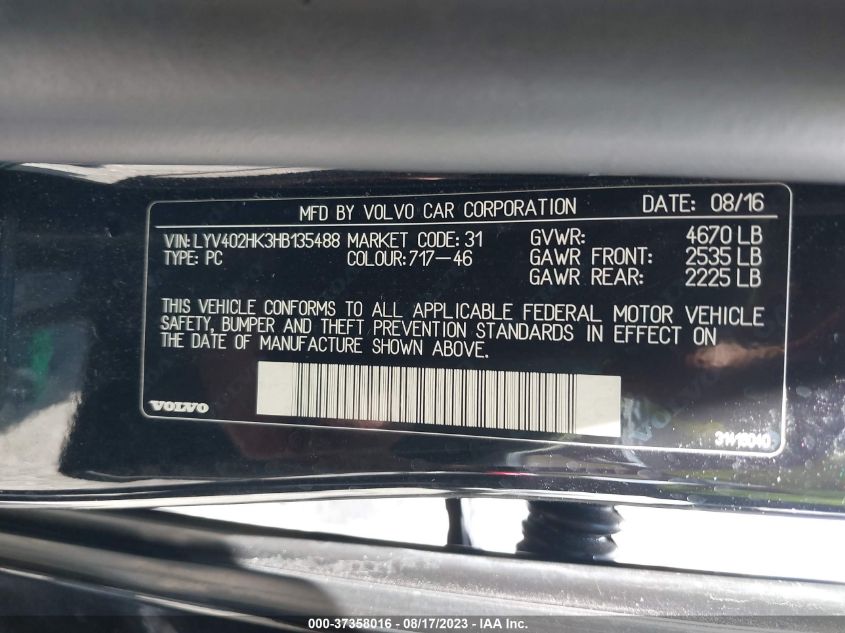 MFD BY VOLVO CAR CORPORATION DATE: 08/16
VIN: LYV402HK3HB135488 MARKET CODE: 31 GVWR: 4670 LB
TYPE: PC COLOUR: 717-46 GAWR FRONT: 2535 LB
GAWR REAR: 2225 LB
THIS VEHICLE CONFORMS TO ALL APPLICABLE FEDERAL MOTOR VEHICLE
SAFETY, BUMPER AND THEFT PREVENTION STANDARDS IN EFFECT ON
THE DATE OF MANUFACTURE SHOWN ABOVE.
VOLVO
000-37358016 - 08/17/2023 - IAA Inc.